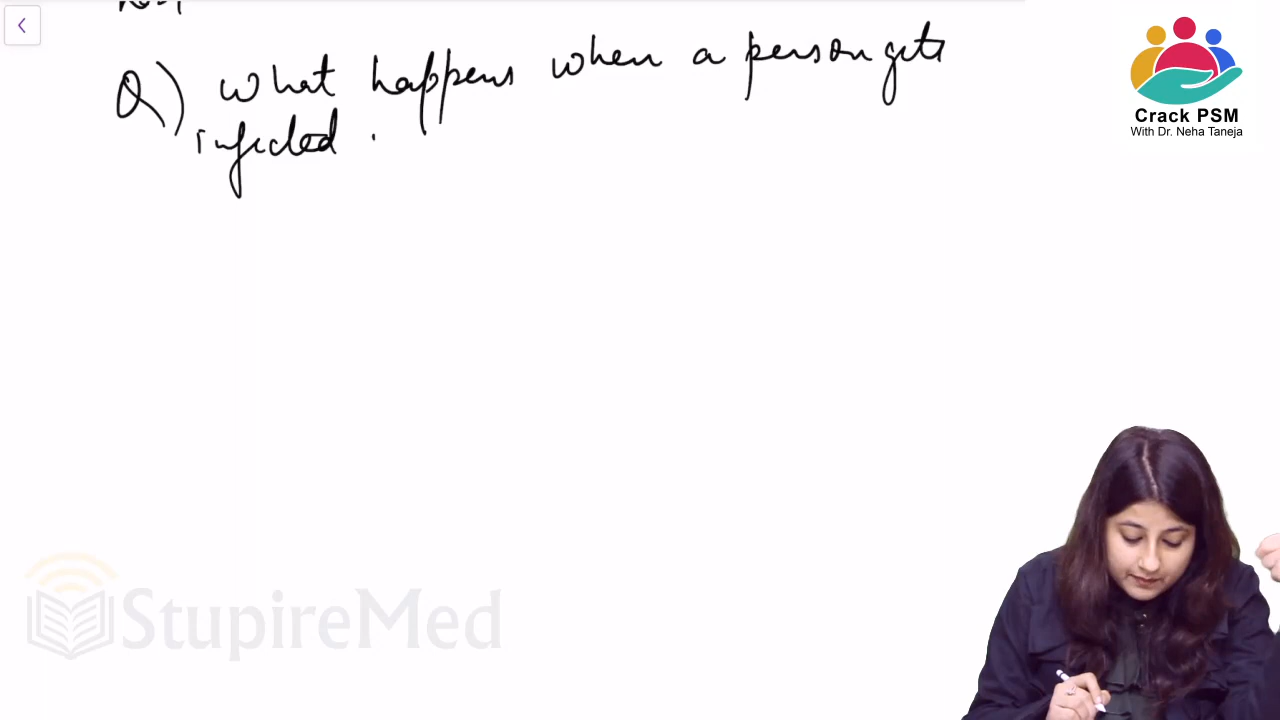 Q) What happens when a person gets
infected.
Crack PSM
With Dr. Neha Taneja
StupireMed